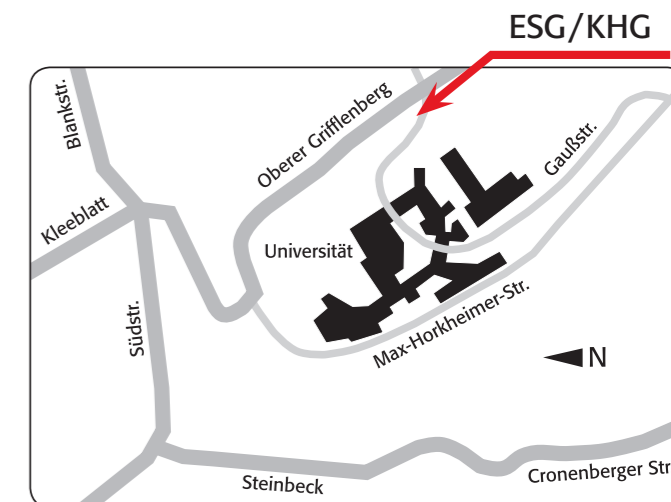 ESG/KHG
Blankstr.
Oberer Grifflenberg
Gaußstr.
Kleeblatt
Universität
Südstr.
Max-Horkheimer-Str.
N
Steinbeck
Cronenberger Str